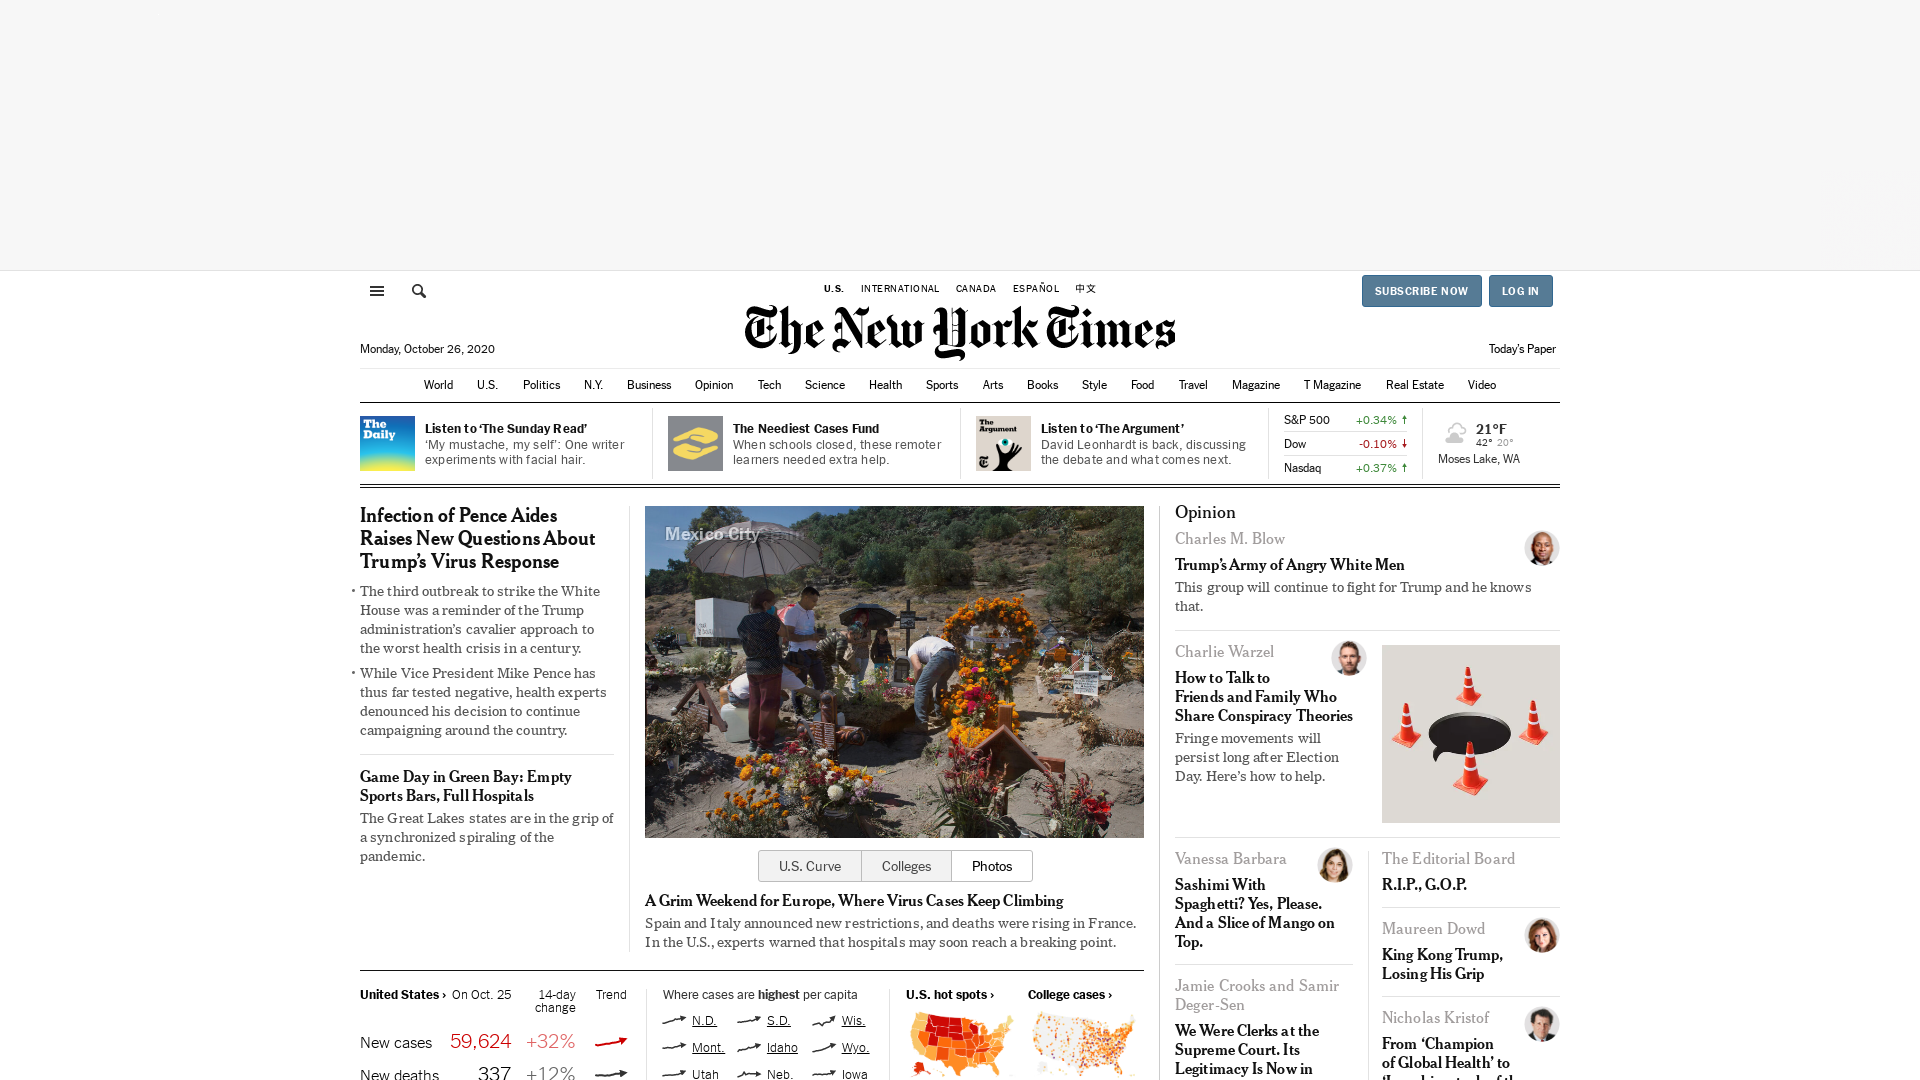 U.S. INTERNATIONAL CANADA ESPAÑOL 中文
SUBSCRIBE NOW LOG IN
The New York Times
Monday, October 26, 2020
Today's Paper
World U.S. Politics N.Y. Business Opinion Tech Science Health Sports Arts Books Style Food Travel Magazine T Magazine Real Estate Video
The
Daily
Listen to ‘The Sunday Read’
‘My mustache, my self’: One writer
experiments with facial hair.
The Neediest Cases Fund
When schools closed, these remoter
learners needed extra help.
The
Argument
Listen to ‘The Argument’
David Leonhardt is back, discussing
the debate and what comes next.
S&P 500 +0.34%
Dow -0.10%
Nasdaq +0.37%
21°F
42° 20°
Moses Lake, WA
Infection of Pence Aides
Raises New Questions About
Trump’s Virus Response
• The third outbreak to strike the White
House was a reminder of the Trump
administration’s cavalier approach to
the worst health crisis in a century.
• While Vice President Mike Pence has
thus far tested negative, health experts
denounced his decision to continue
campaigning around the country.
Game Day in Green Bay: Empty
Sports Bars, Full Hospitals
The Great Lakes states are in the grip of
a synchronized spiraling of the
pandemic.
Mexico City
Spain
U.S. Curve Colleges Photos
A Grim Weekend for Europe, Where Virus Cases Keep Climbing
Spain and Italy announced new restrictions, and deaths were rising in France.
In the U.S., experts warned that hospitals may soon reach a breaking point.
United States › On Oct. 25 14-day
change Trend
New cases 59,624 +32%
New deaths 337 +12%
Where cases are highest per capita
N.D. S.D. Wis.
Mont. Idaho Wyo.
Utah Neb. Iowa
U.S. hot spots ›
College cases ›
Opinion
Charles M. Blow
Trump’s Army of Angry White Men
This group will continue to fight for Trump and he knows
that.
Charlie Warzel
How to Talk to
Friends and Family Who
Share Conspiracy Theories
Fringe movements will
persist long after Election
Day. Here’s how to help.
Vanessa Barbara
Sashimi With
Spaghetti? Yes, Please.
And a Slice of Mango on
Top.
Jamie Crooks and Samir
Deger-Sen
We Were Clerks at the
Supreme Court. Its
Legitimacy Is Now in
The Editorial Board
R.I.P., G.O.P.
Maureen Dowd
King Kong Trump,
Losing His Grip
Nicholas Kristof
From ‘Champion
of Global Health’ to